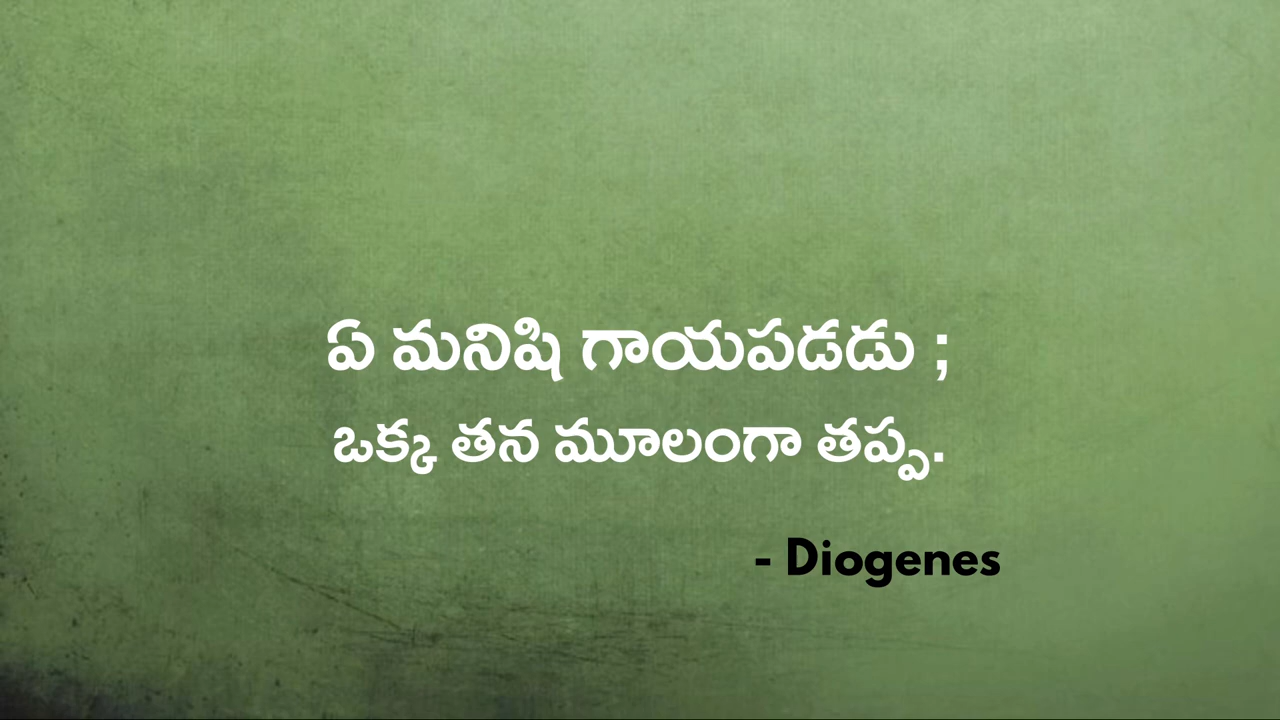 ఏ మనిషి గాయపడడు ;
ఒక్క తన మూలంగా తప్ప.
- Diogenes